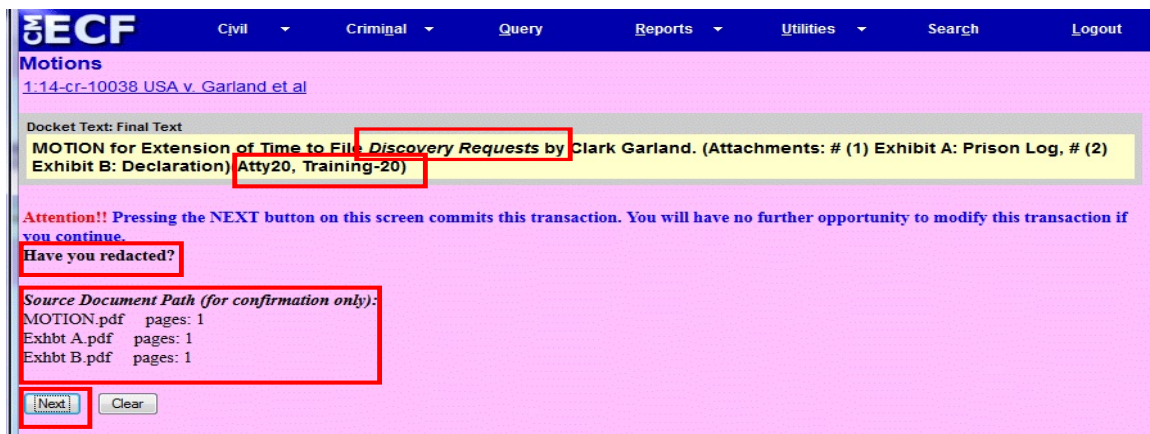 CM ECF Civil Criminal Query Reports Utilities Search Logout
Motions
1:14-cr-10038 USA v. Garland et al
Docket Text: Final Text
MOTION for Extension of Time to File Discovery Requests by Clark Garland. (Attachments: # (1) Exhibit A: Prison Log, # (2)
Exhibit B: Declaration)(Atty20, Training-20)
Attention!! Pressing the NEXT button on this screen commits this transaction. You will have no further opportunity to modify this transaction if
you continue.
Have you redacted?
Source Document Path (for confirmation only):
MOTION.pdf pages: 1
Exhbt A.pdf pages: 1
Exhbt B.pdf pages: 1
Next Clear